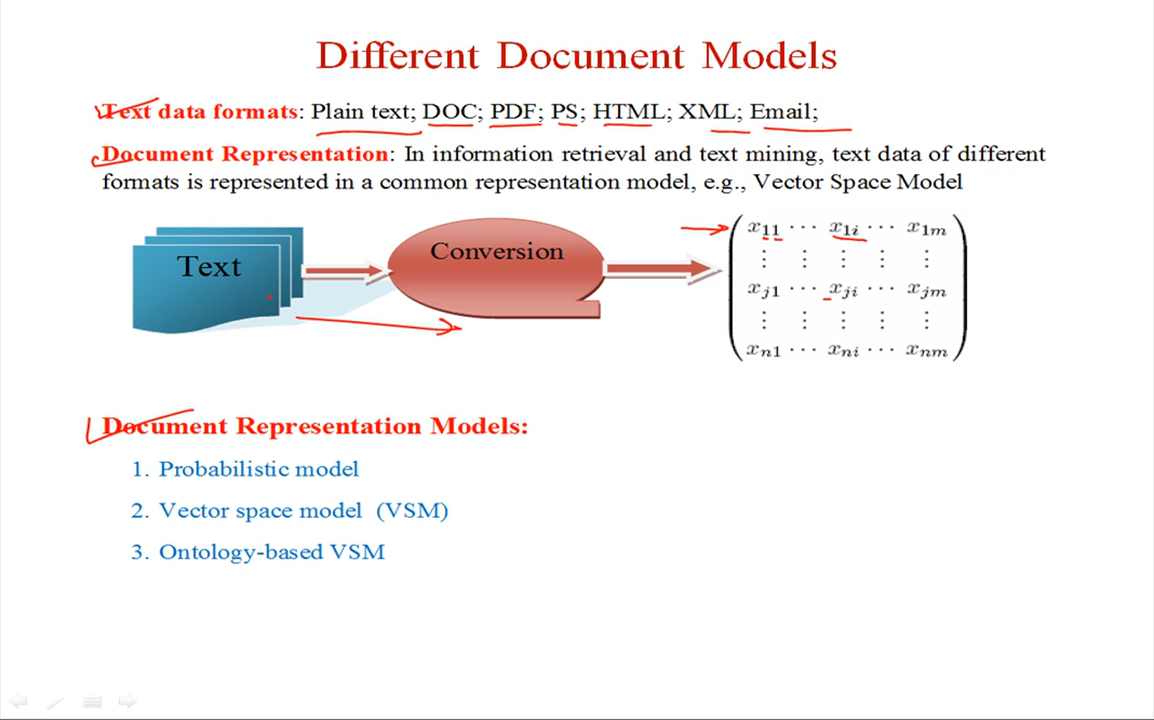 Different Document Models
Text data formats: Plain text; DOC; PDF; PS; HTML; XML; Email;
Document Representation: In information retrieval and text mining, text data of different
formats is represented in a common representation model, e.g., Vector Space Model
Text
Conversion
x11 ··· x1i ··· x1m
⋮ ⋮ ⋮ ⋮ ⋮
xj1 ··· xji ··· xjm
⋮ ⋮ ⋮ ⋮ ⋮
xn1 ··· xni ··· xnm
Document Representation Models:
1. Probabilistic model
2. Vector space model (VSM)
3. Ontology-based VSM